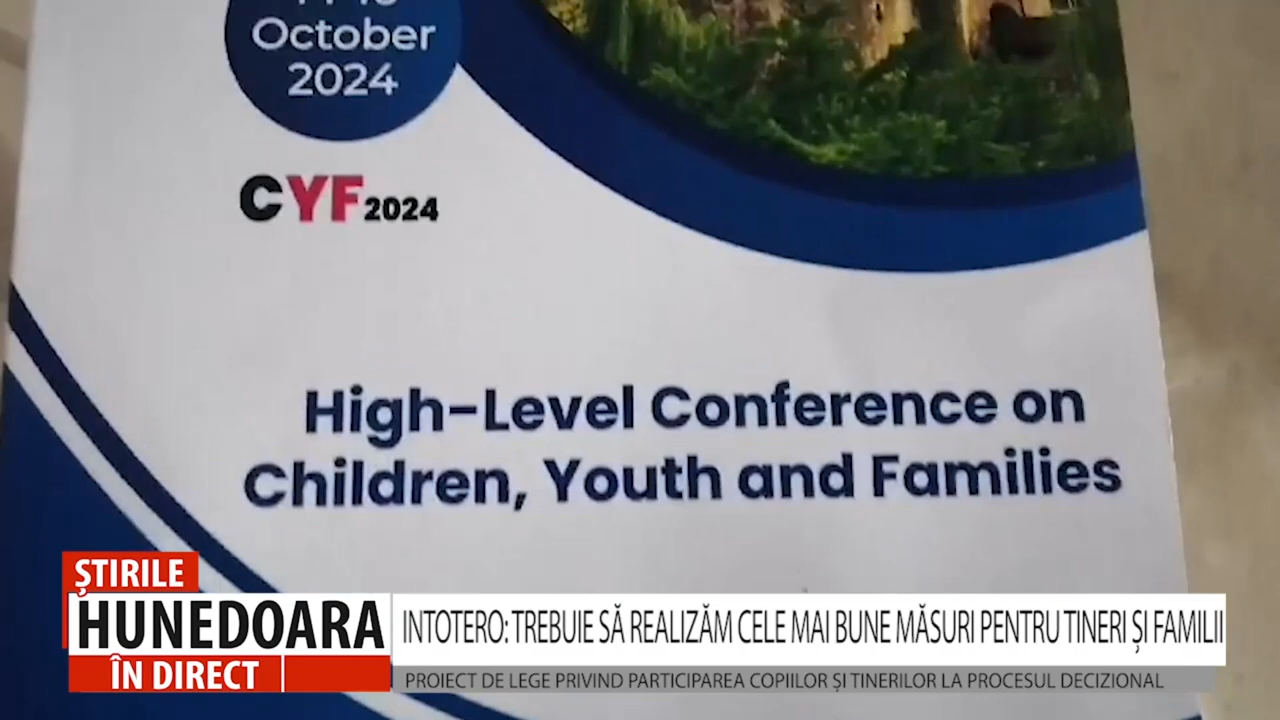 October
2024
CYF2024
High-Level Conference on
Children, Youth and Families
ȘTIRILE
HUNEDOARA
ÎN DIRECT
INTOTERO: TREBUIE SĂ REALIZĂM CELE MAI BUNE MĂSURI PENTRU TINERI ȘI FAMILII
PROIECT DE LEGE PRIVIND PARTICIPAREA COPIILOR ȘI TINERILOR LA PROCESUL DECIZIONAL